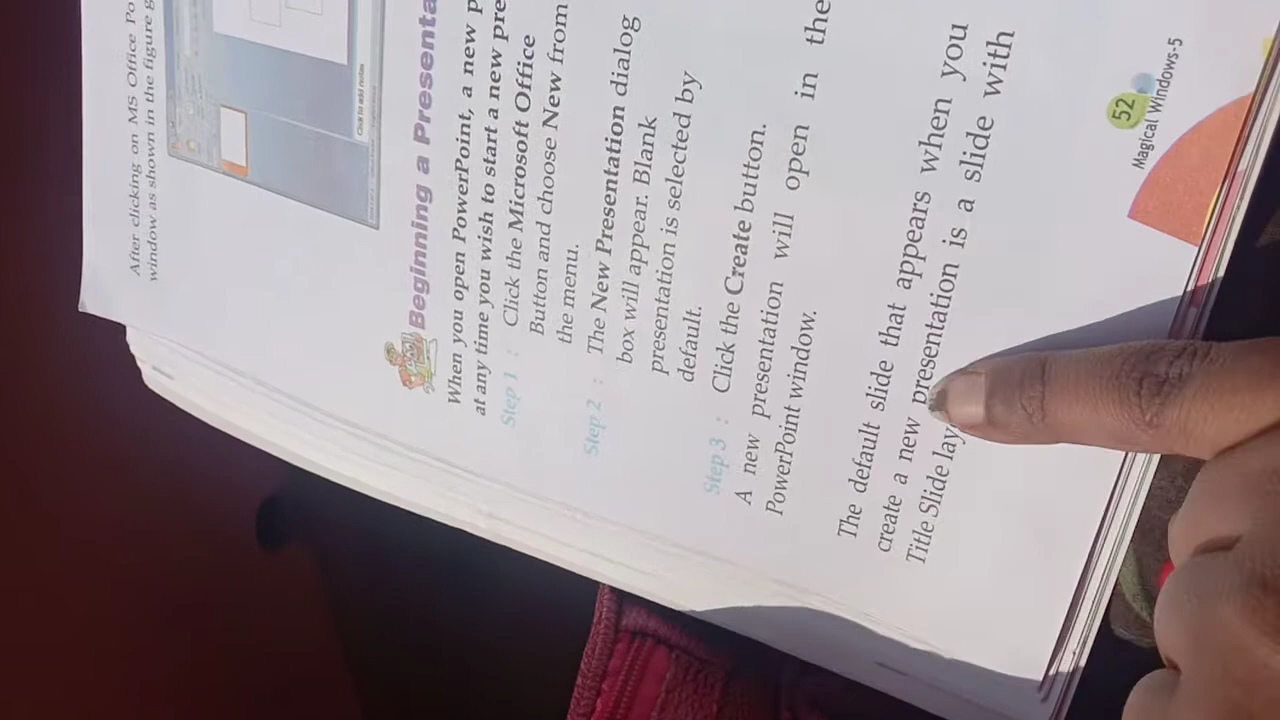 After clicking on MS Office Po
window as shown in the figure g
Click to add notes
Beginning a Presenta
When you open PowerPoint, a new p
at any time you wish to start a new pre
Step 1 : Click the Microsoft Office
Button and choose New from
the menu.
Step 2 : The New Presentation dialog
box will appear. Blank
presentation is selected by
default.
Step 3 : Click the Create button.
A new presentation will open in the
PowerPoint window.
The default slide that appears when you
create a new presentation is a slide with
Title Slide lay
52
Magical Windows-5